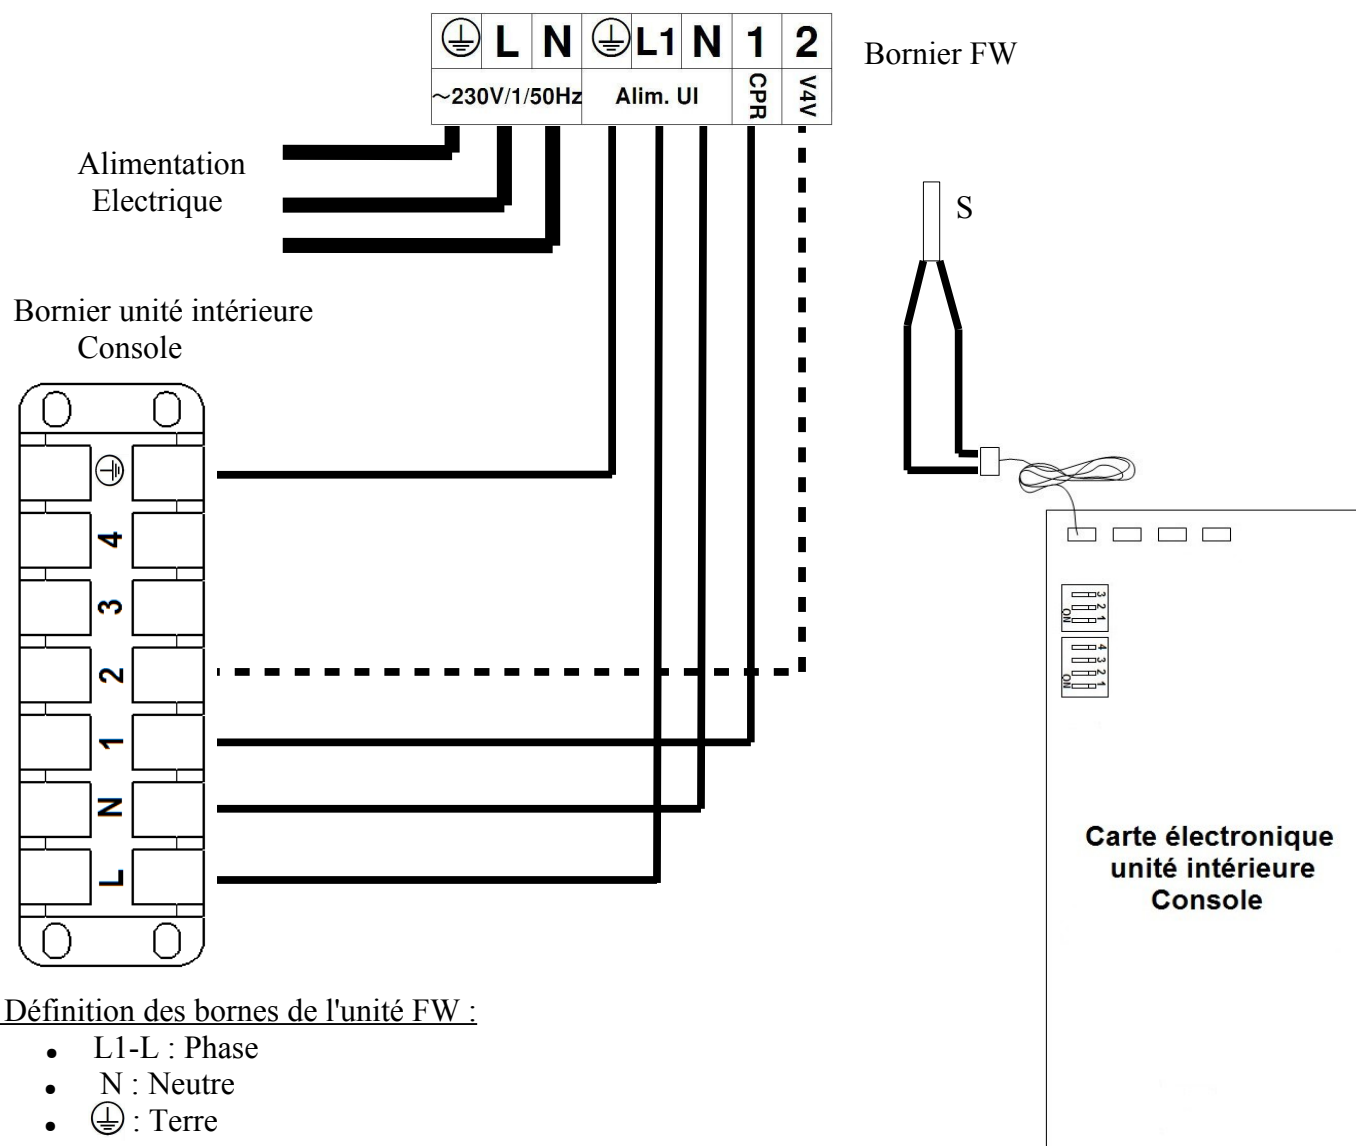 ⏚ L N ⏚ L1 N 1 2
~230V/1/50Hz Alim. UI CPR V4V
Bornier FW
Alimentation
Electrique
S
Bornier unité intérieure
Console
⏚
4
3
2
1
N
L
3
2
1
ON
4
3
2
1
ON
Carte électronique
unité intérieure
Console
Définition des bornes de l'unité FW :
• L1-L : Phase
• N : Neutre
• ⏚ : Terre